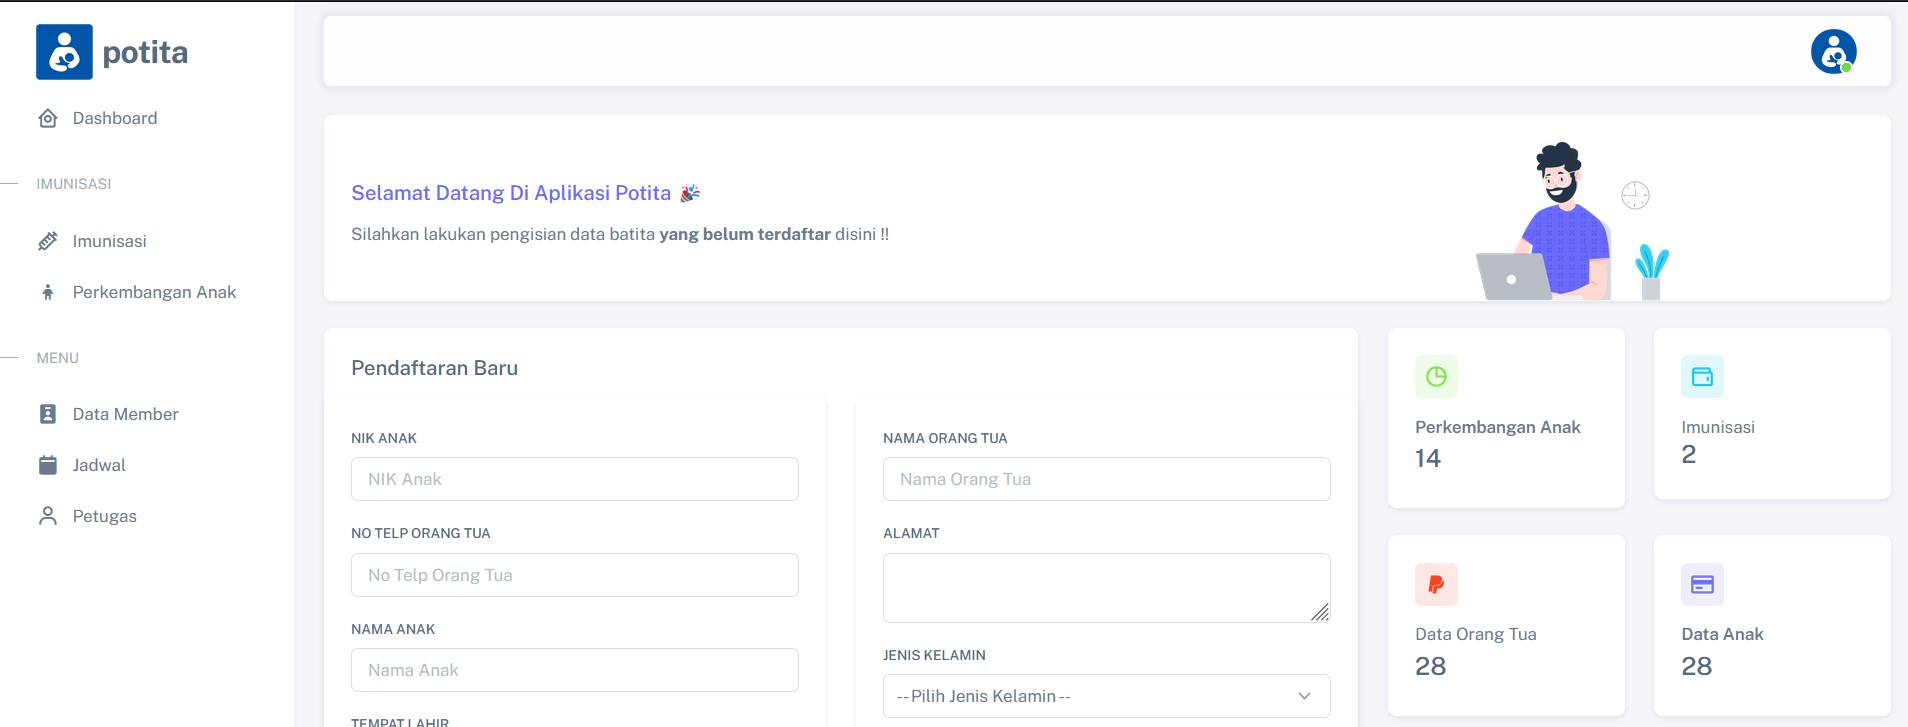 potita
Dashboard
IMUNISASI
Imunisasi
Perkembangan Anak
MENU
Data Member
Jadwal
Petugas
Selamat Datang Di Aplikasi Potita 🎉
Silahkan lakukan pengisian data batita yang belum terdaftar disini !!
Pendaftaran Baru
NIK ANAK
NIK Anak
NO TELP ORANG TUA
No Telp Orang Tua
NAMA ANAK
Nama Anak
TEMPAT LAHIR
NAMA ORANG TUA
Nama Orang Tua
ALAMAT
JENIS KELAMIN
-- Pilih Jenis Kelamin --
Perkembangan Anak
14
Imunisasi
2
Data Orang Tua
28
Data Anak
28